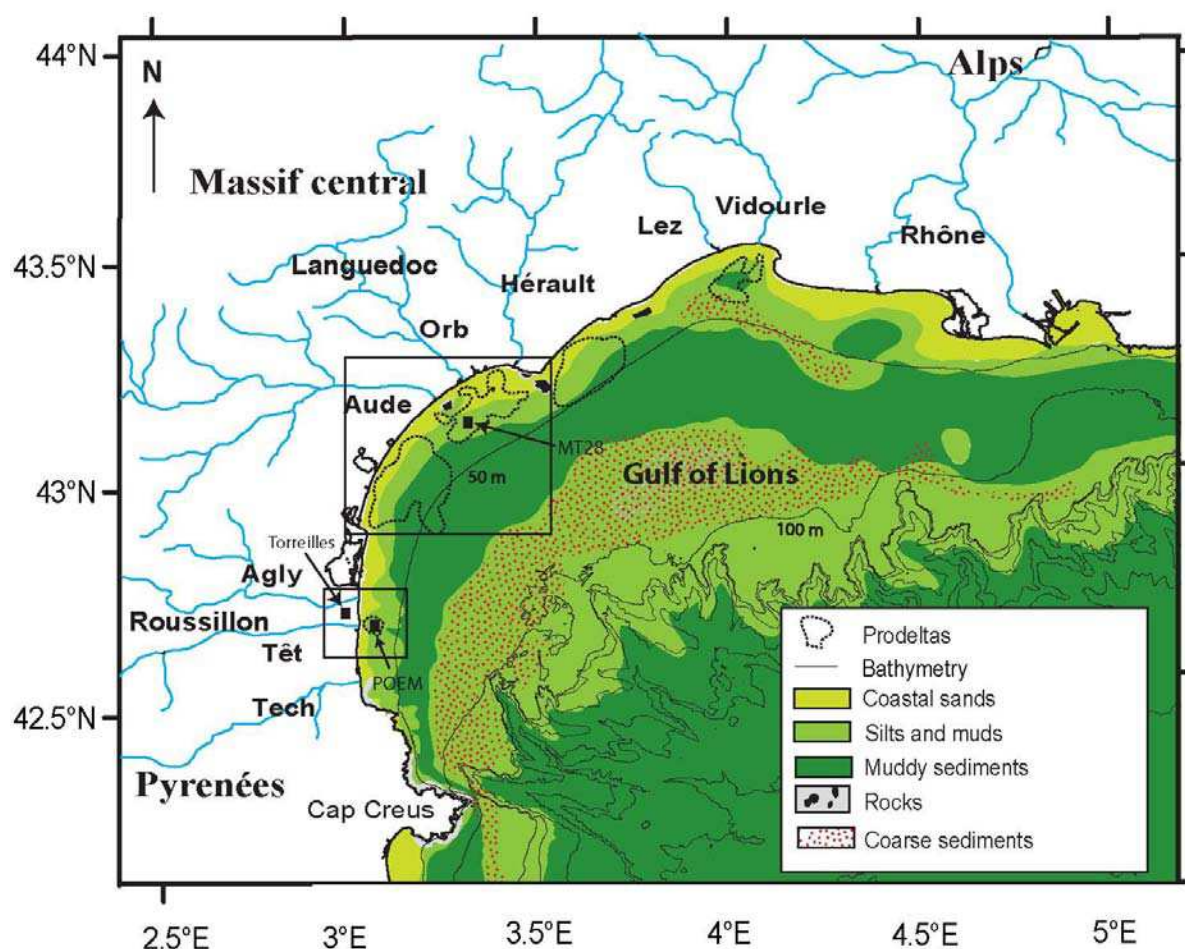 44°N
N
Alps
Massif central
Vidourle
Lez
Rhône
43.5°N
Languedoc
Hérault
Orb
Aude
MT28
50 m
Gulf of Lions
43°N
100 m
Torreilles
Agly
Roussillon
Têt
POEM
Tech
42.5°N
Pyrenées
Cap Creus
Prodeltas
Bathymetry
Coastal sands
Silts and muds
Muddy sediments
Rocks
Coarse sediments
2.5°E
3°E
3.5°E
4°E
4.5°E
5°E